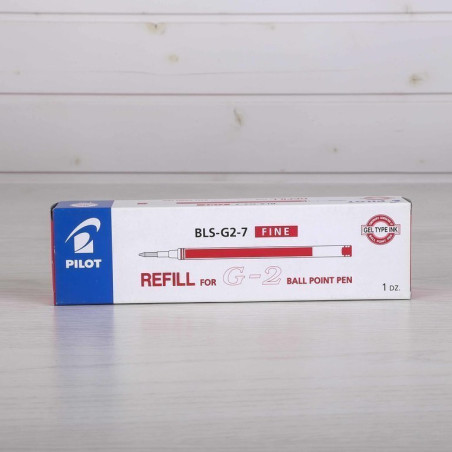 PILOT
BLS-G2-7 FINE
REFILL FOR G-2 BALL POINT PEN
GEL TYPE INK
1 DZ.